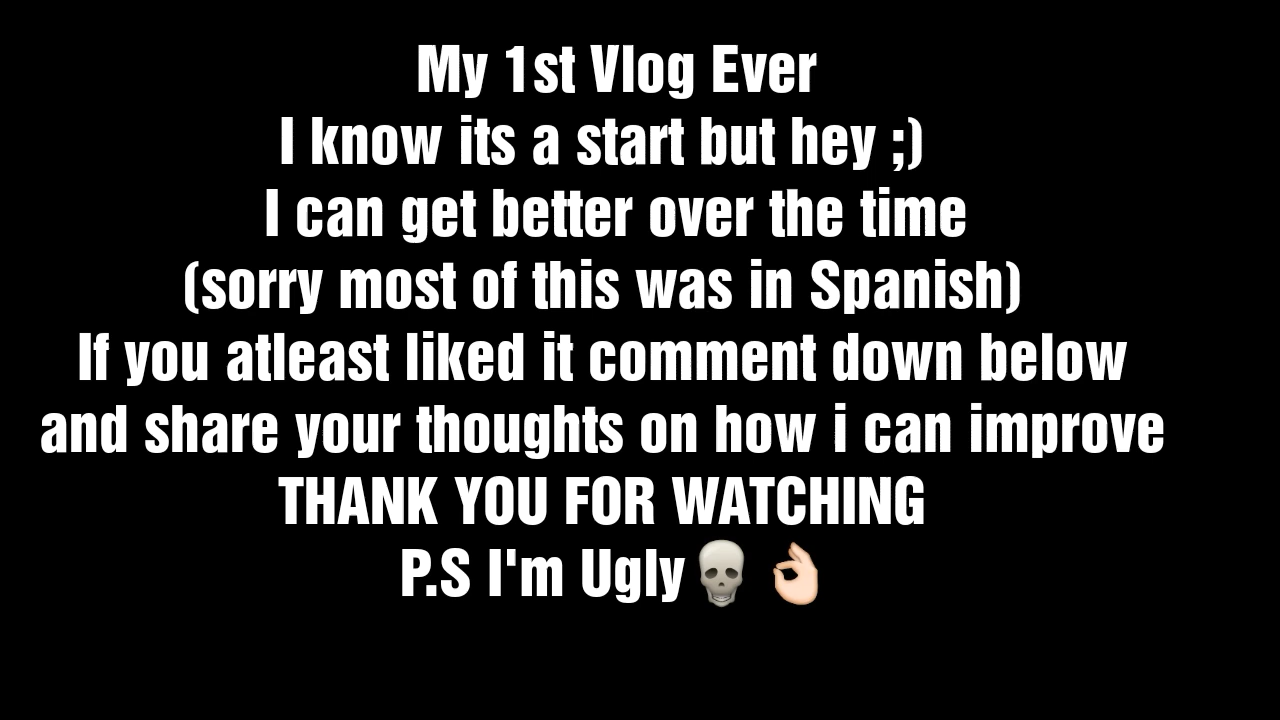 My 1st Vlog Ever
I know its a start but hey ;)
I can get better over the time
(sorry most of this was in Spanish)
If you atleast liked it comment down below
and share your thoughts on how i can improve
THANK YOU FOR WATCHING
P.S I'm Ugly💀👌🏻